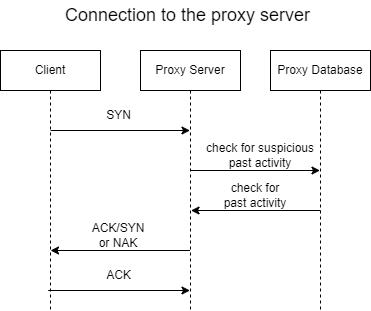 Connection to the proxy server
Client
Proxy Server
Proxy Database
SYN
check for suspicious
past activity
check for
past activity
ACK/SYN
or NAK
ACK